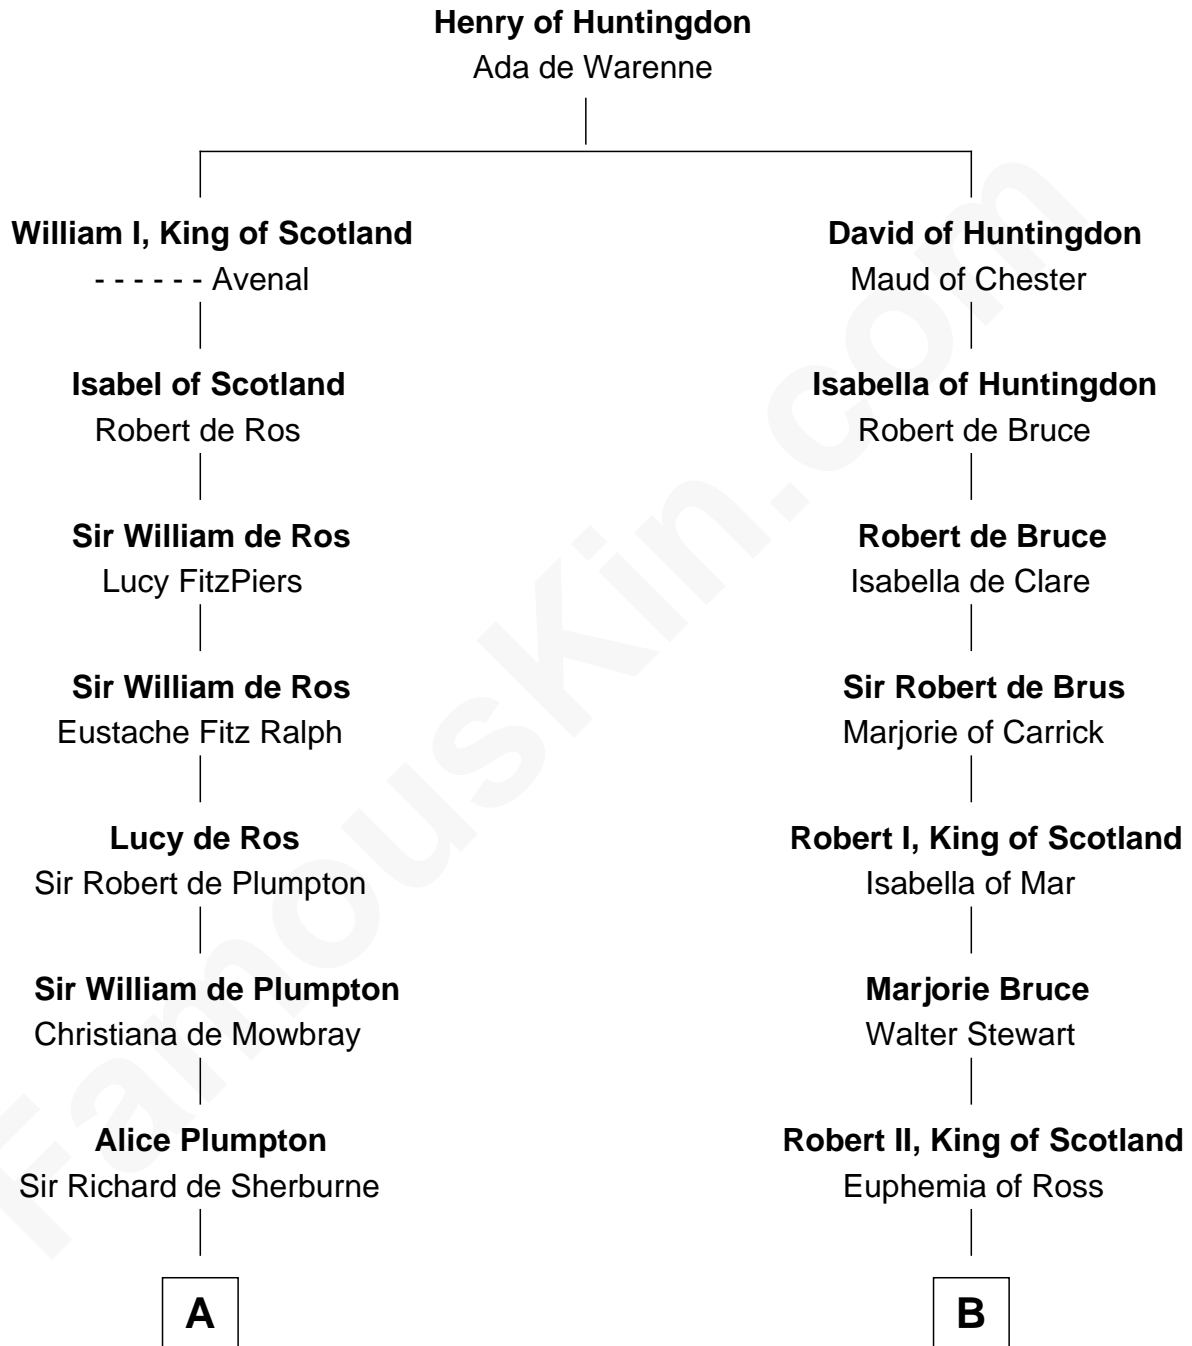 Henry of Huntingdon
Ada de Warenne
William I, King of Scotland
- - - - - - Avenal
David of Huntingdon
Maud of Chester
Isabel of Scotland
Robert de Ros
Isabella of Huntingdon
Robert de Bruce
Sir William de Ros
Lucy FitzPiers
Robert de Bruce
Isabella de Clare
Sir William de Ros
Eustache Fitz Ralph
Sir Robert de Brus
Marjorie of Carrick
Lucy de Ros
Sir Robert de Plumpton
Robert I, King of Scotland
Isabella of Mar
Sir William de Plumpton
Christiana de Mowbray
Marjorie Bruce
Walter Stewart
Alice Plumpton
Sir Richard de Sherburne
Robert II, King of Scotland
Euphemia of Ross
A
B
FamousKin.com